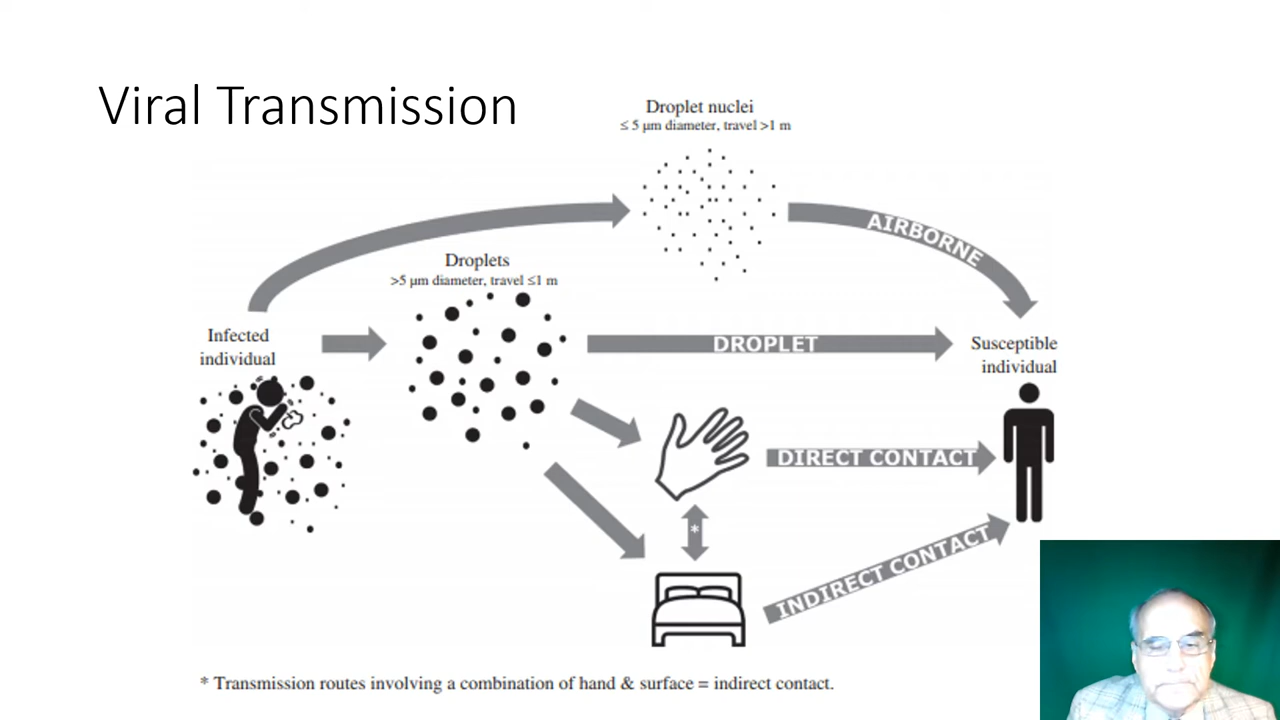 Viral Transmission
Droplet nuclei
≤ 5 μm diameter, travel >1 m
AIRBORNE
Droplets
>5 μm diameter, travel ≤1 m
Infected
individual
DROPLET
Susceptible
individual
DIRECT CONTACT
*
INDIRECT CONTACT
* Transmission routes involving a combination of hand & surface = indirect contact.